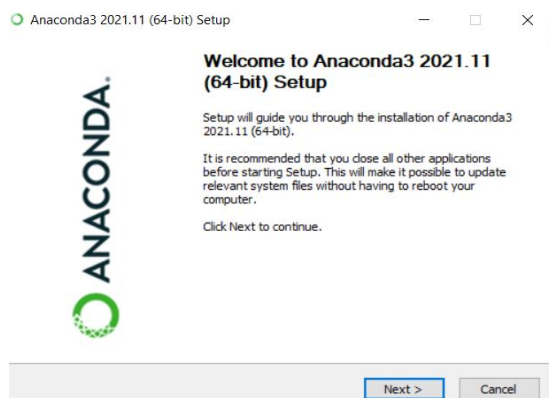 Anaconda3 2021.11 (64-bit) Setup
ANACONDA.
Welcome to Anaconda3 2021.11
(64-bit) Setup
Setup will guide you through the installation of Anaconda3
2021.11 (64-bit).
It is recommended that you close all other applications
before starting Setup. This will make it possible to update
relevant system files without having to reboot your
computer.
Click Next to continue.
Next >
Cancel